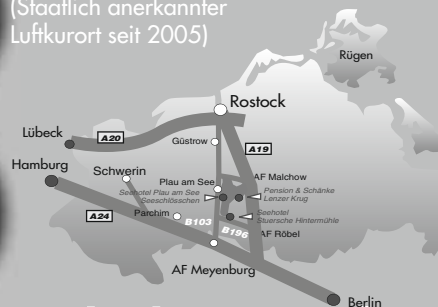 (Staatlich anerkannter
Luftkurort seit 2005)
Rügen
Rostock
Lübeck
A20
Güstrow
A19
Hamburg
Schwerin
AF Malchow
Plau am See
Seehotel Plau am See
Seeschlösschen
Pension & Schänke
Lenzer Krug
A24
Parchim
B103
Seehotel
Stuersche Hintermühle
B196
AF Röbel
AF Meyenburg
Berlin